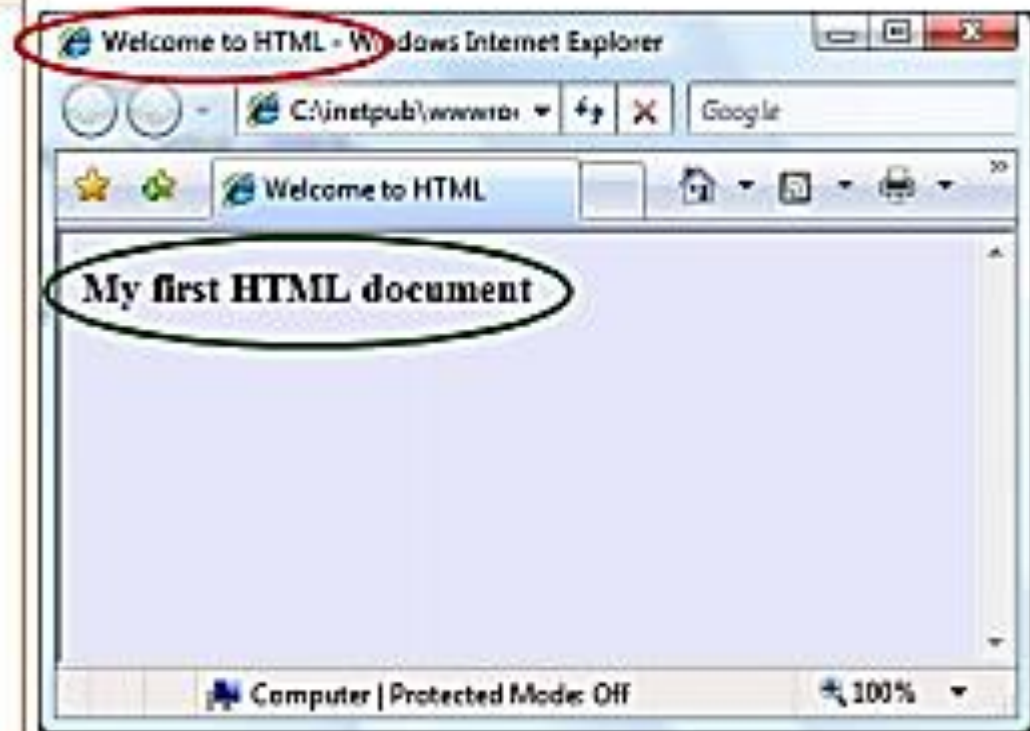 Welcome to HTML - Windows Internet Explorer
C:\inetpub\wwwro
Google
Welcome to HTML
My first HTML document
Computer | Protected Mode: Off
100%